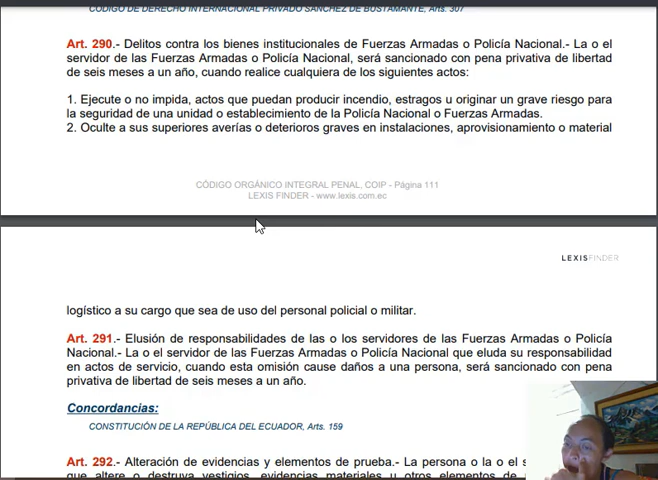 CÓDIGO DE DERECHO INTERNACIONAL PRIVADO SÁNCHEZ DE BUSTAMANTE, Arts. 307
Art. 290.- Delitos contra los bienes institucionales de Fuerzas Armadas o Policía Nacional.- La o el
servidor de las Fuerzas Armadas o Policía Nacional, será sancionado con pena privativa de libertad
de seis meses a un año, cuando realice cualquiera de los siguientes actos:
1. Ejecute o no impida, actos que puedan producir incendio, estragos u originar un grave riesgo para
la seguridad de una unidad o establecimiento de la Policía Nacional o Fuerzas Armadas.
2. Oculte a sus superiores averías o deterioros graves en instalaciones, aprovisionamiento o material
CÓDIGO ORGÁNICO INTEGRAL PENAL, COIP - Página 111
LEXIS FINDER - www.lexis.com.ec
LEXISFINDER
logístico a su cargo que sea de uso del personal policial o militar.
Art. 291.- Elusión de responsabilidades de las o los servidores de las Fuerzas Armadas o Policía
Nacional.- La o el servidor de las Fuerzas Armadas o Policía Nacional que eluda su responsabilidad
en actos de servicio, cuando esta omisión cause daños a una persona, será sancionado con pena
privativa de libertad de seis meses a un año.
Concordancias:
CONSTITUCIÓN DE LA REPÚBLICA DEL ECUADOR, Arts. 159
Art. 292.- Alteración de evidencias y elementos de prueba.- La persona o la o el s
que altere o destruya vestigios, evidencias materiales u otros elementos de